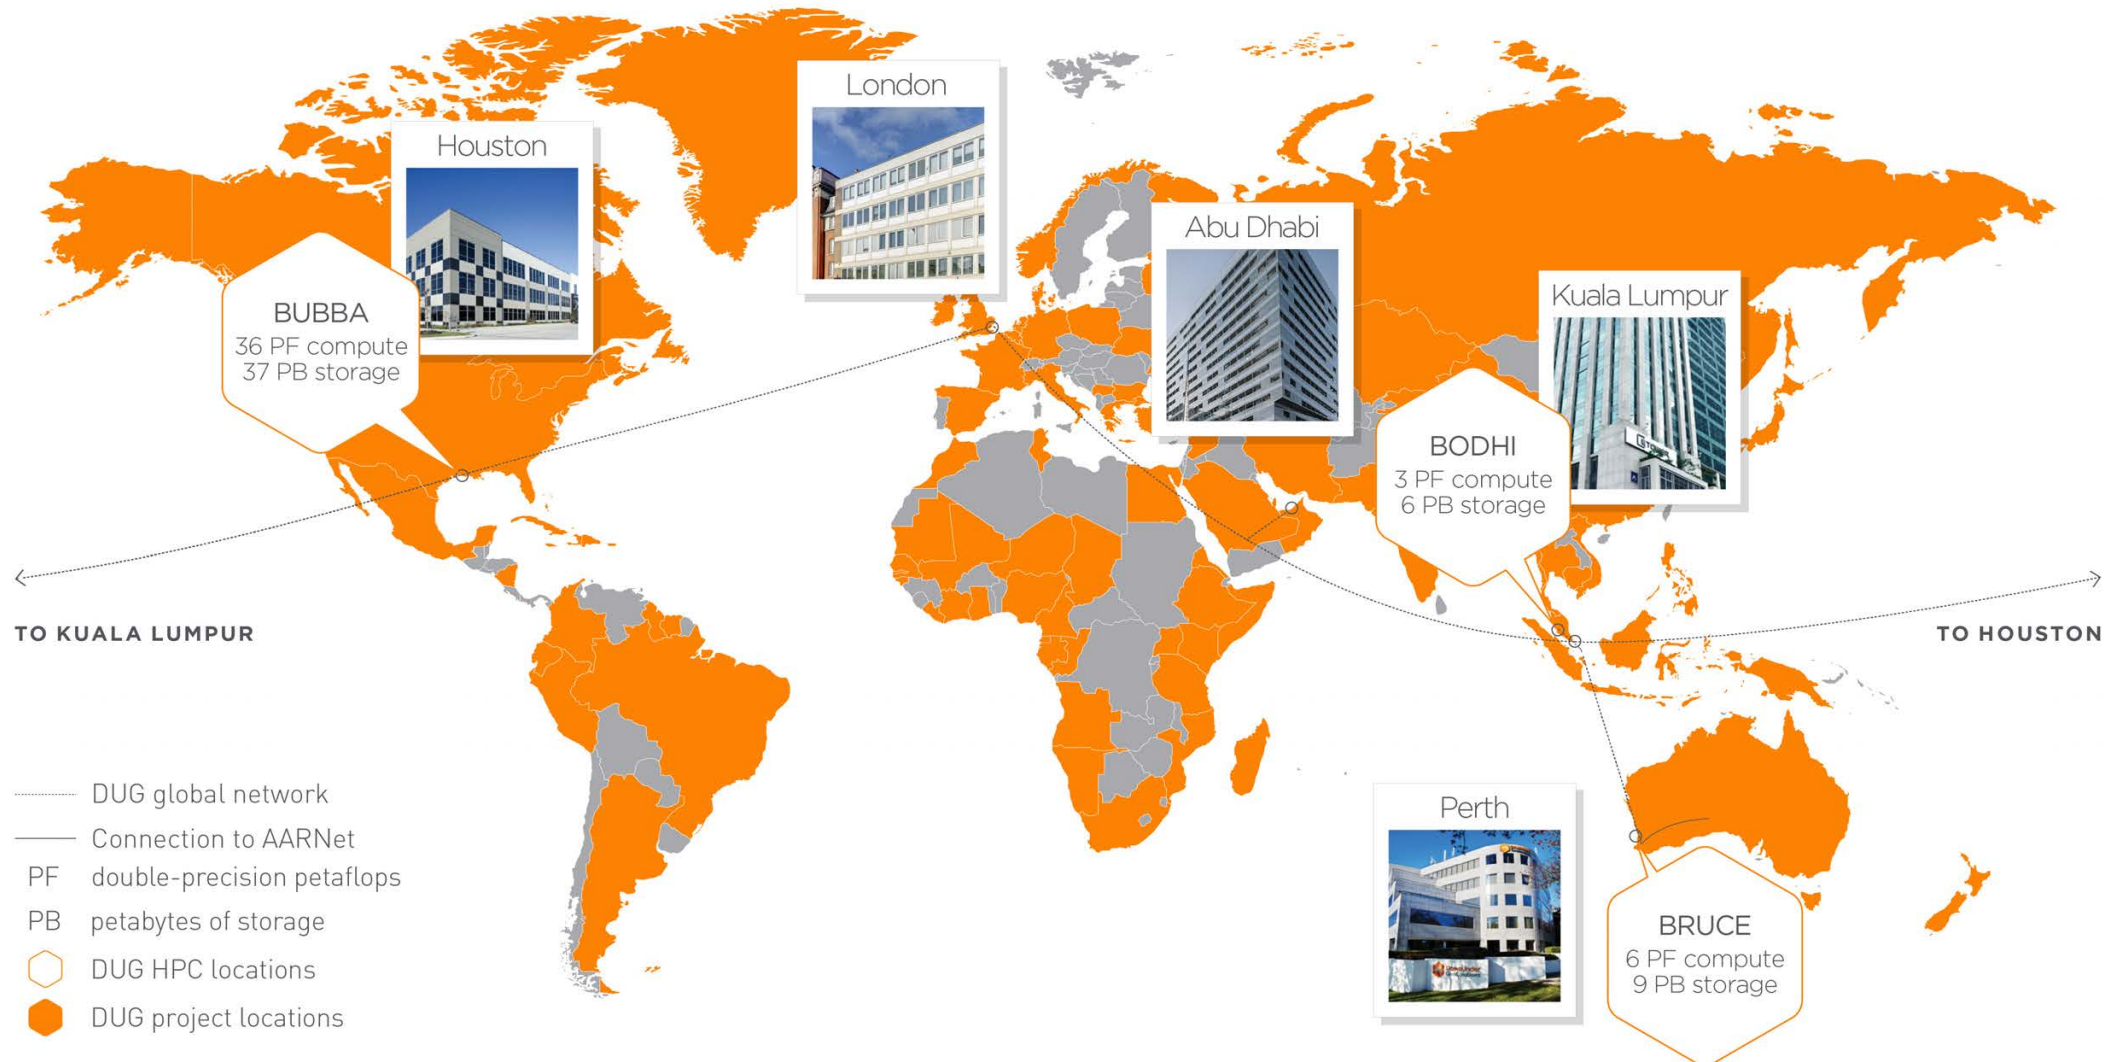 London
Houston
Abu Dhabi
Kuala Lumpur
BUBBA
36 PF compute
37 PB storage
BODHI
3 PF compute
6 PB storage
TO KUALA LUMPUR
TO HOUSTON
Perth
BRUCE
6 PF compute
9 PB storage
DUG global network
Connection to AARNet
PF double-precision petaflops
PB petabytes of storage
DUG HPC locations
DUG project locations